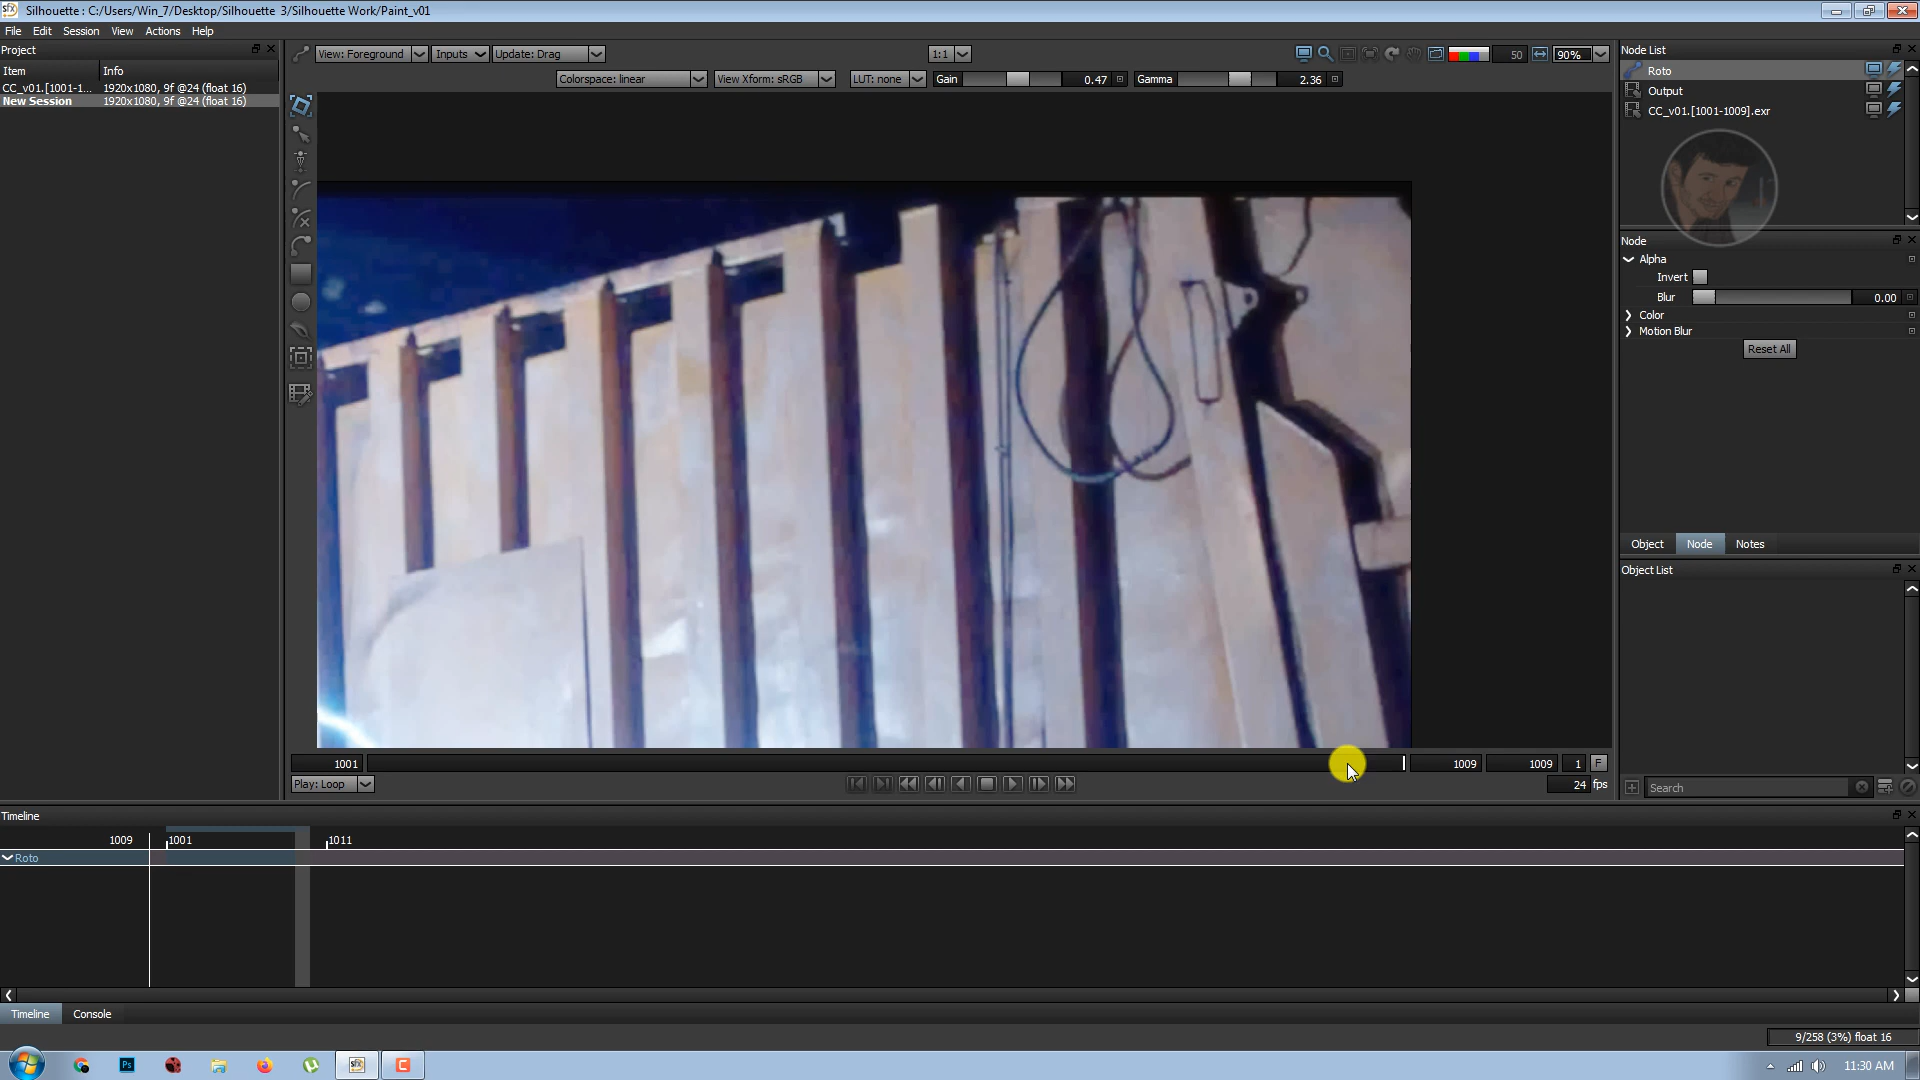 Silhouette : C:/Users/Win_7/Desktop/Silhouette 3/Silhouette Work/Paint_v01
File Edit Session View Actions Help
Project
Item Info
CC_v01.[1001-1... 1920x1080, 9f @24 (float 16)
New Session 1920x1080, 9f @24 (float 16)
View: Foreground Inputs Update: Drag 1:1 50 90%
Colorspace: linear View Xform: sRGB LUT: none Gain 0.47 Gamma 2.36
Node List
Roto
Output
CC_v01.[1001-1009].exr
Node
Alpha
Invert
Blur 0.00
Color
Motion Blur
Reset All
Object Node Notes
Object List
Search
1001 1009 1009 1 F
Play: Loop 24 fps
Timeline
1009 1001 1011
Roto
Timeline Console
9/258 (3%) float 16
sfx
Ps
sfx
C
11:30 AM